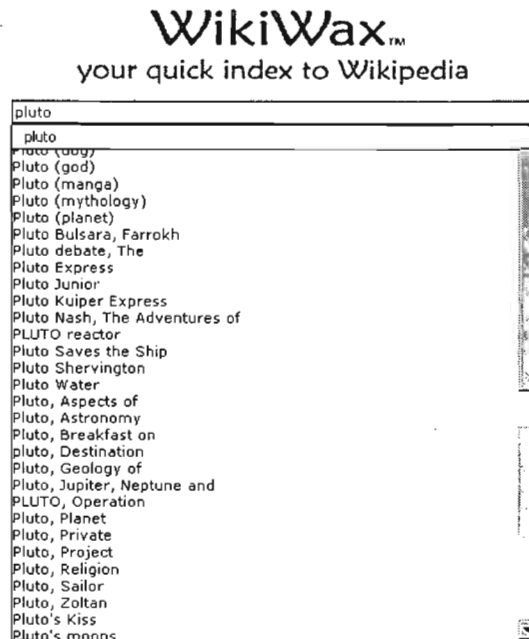 WikiWax™
your quick index to Wikipedia
pluto
pluto
Pluto (dog)
Pluto (god)
Pluto (manga)
Pluto (mythology)
Pluto (planet)
Pluto Bulsara, Farrokh
Pluto debate, The
Pluto Express
Pluto Junior
Pluto Kuiper Express
Pluto Nash, The Adventures of
PLUTO reactor
Pluto Saves the Ship
Pluto Shervington
Pluto Water
Pluto, Aspects of
Pluto, Astronomy
Pluto, Breakfast on
pluto, Destination
Pluto, Geology of
Pluto, Jupiter, Neptune and
PLUTO, Operation
Pluto, Planet
Pluto, Private
Pluto, Project
Pluto, Religion
Pluto, Sailor
Pluto, Zoltan
Pluto's Kiss
Pluto's moons